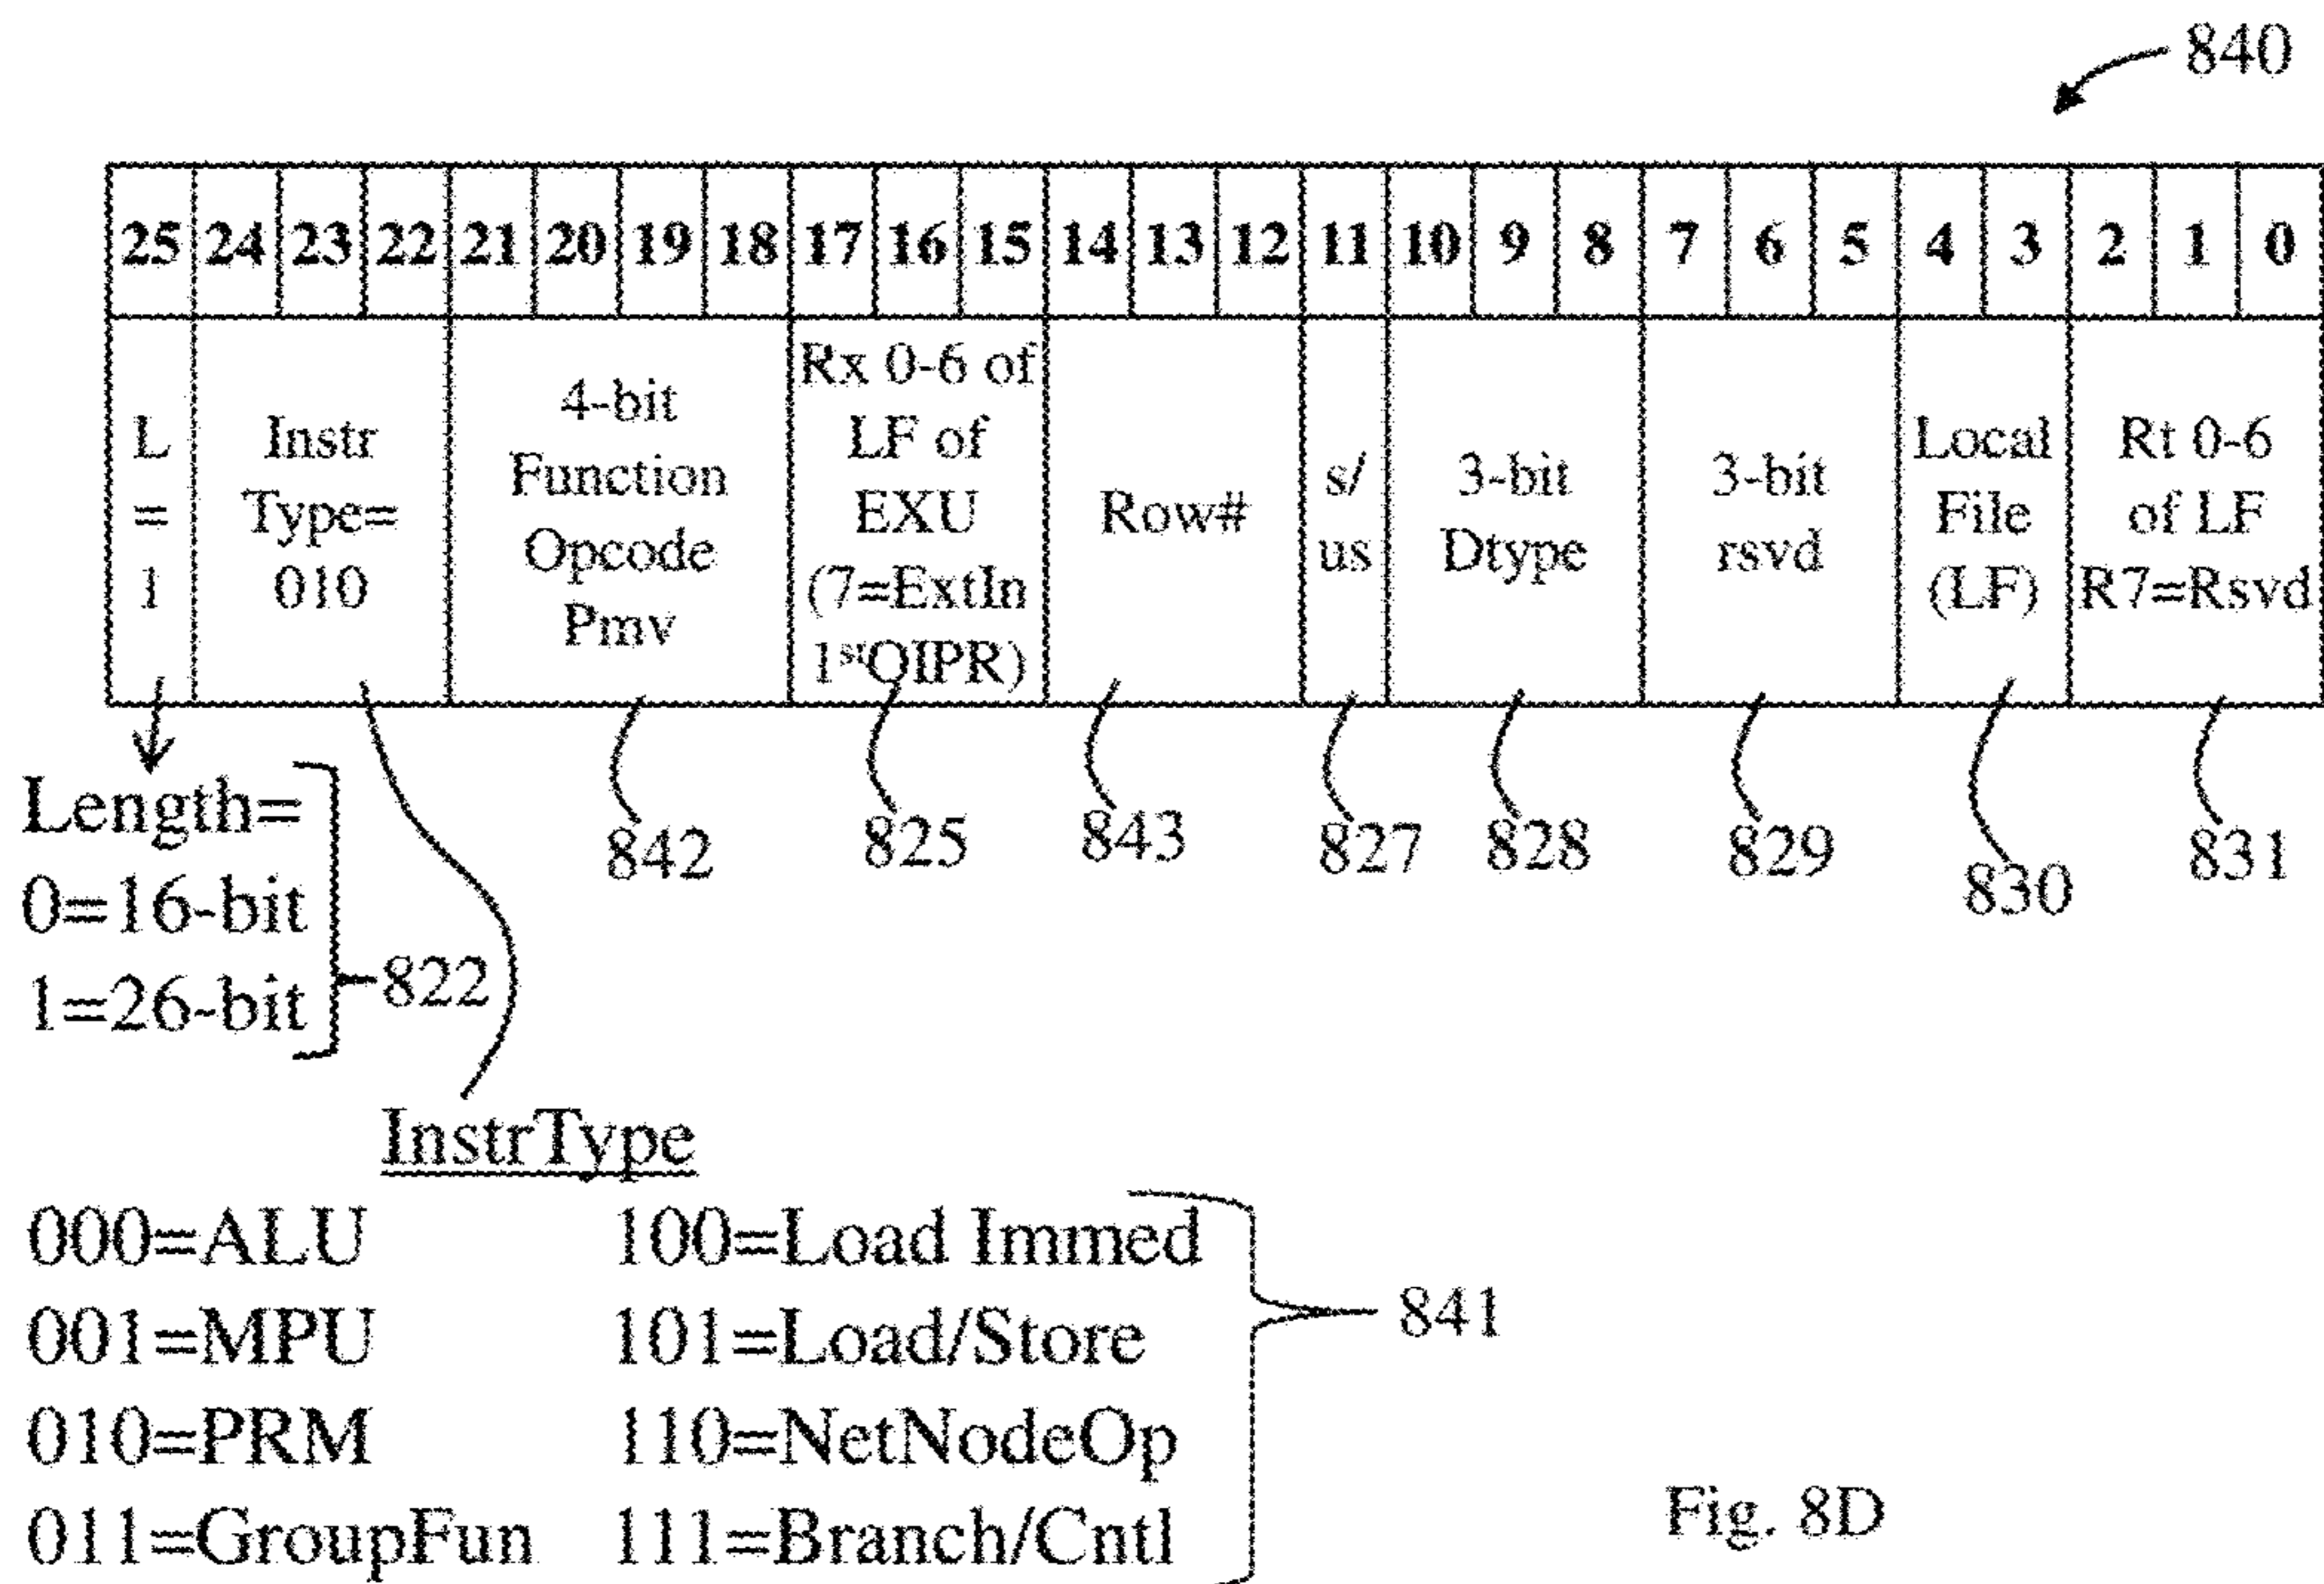 840
25 24 23 22 21 20 19 18 17 16 15 14 13 12 11 10 9 8 7 6 5 4 3 2 1 0
L
=
1
Instr
Type=
010
4-bit
Function
Opcode
Pmv
Rx 0-6 of
LF of
EXU
(7=ExtIn
1stOIPR)
Row#
s/
us
3-bit
Dtype
3-bit
rsvd
Local
File
(LF)
Rt 0-6
of LF
R7=Rsvd
842
825
843
827
828
829
830
831
Length=
0=16-bit
1=26-bit
822
InstrType
000=ALU
001=MPU
010=PRM
011=GroupFun
100=Load Immed
101=Load/Store
110=NetNodeOp
111=Branch/Cntl
841
Fig. 8D